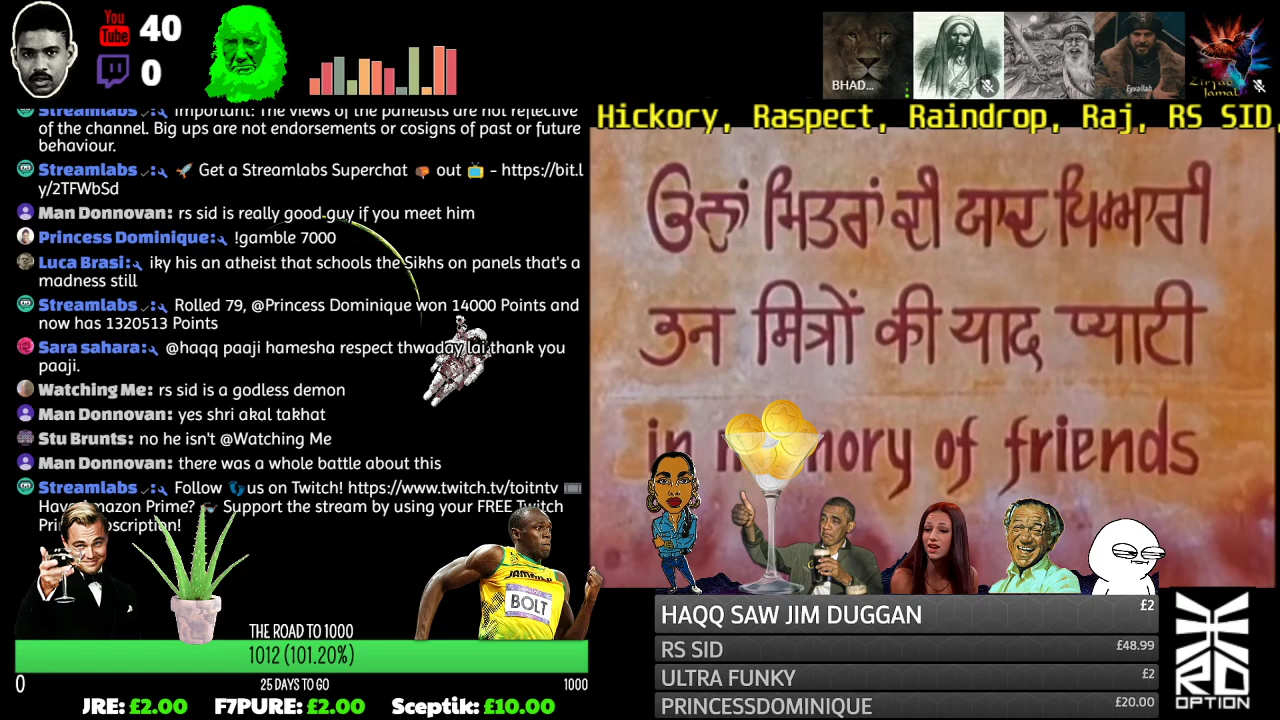 You
Tube 40
0
BHAD...
Eyvallah
Ziryab
Jamal
Hickory, Raspect, Raindrop, Raj, RS SID,
Streamlabs: Important: The views of the panelists are not reflective
of the channel. Big ups are not endorsements or cosigns of past or future
behaviour.
Streamlabs: 🚀 Get a Streamlabs Superchat 🥊 out 📺 - https://bit.l
y/2TFWbSd
Man Donnovan: rs sid is really good guy if you meet him
Princess Dominique: !gamble 7000
Luca Brasi: iky his an atheist that schools the Sikhs on panels that's a
madness still
Streamlabs: Rolled 79, @Princess Dominique won 14000 Points and
now has 1320513 Points
Sara sahara: @haqq paaji hamesha respect thwaday lai thank you
paaji.
Watching Me: rs sid is a godless demon
Man Donnovan: yes shri akal takhat
Stu Brunts: no he isn't @Watching Me
Man Donnovan: there was a whole battle about this
Streamlabs: Follow 👣us on Twitch! https://www.twitch.tv/toitntv
Have Amazon Prime? Support the stream by using your FREE Twitch
Prime subscription!
ਉਨਾਂ ਮਿਤਰਾਂ ਦੀ ਯਾਦ ਪਿਆਰੀ
उन मित्रों की याद प्याटी
in memory of friends
JAMAICA
BOLT
THE ROAD TO 1000
1012 (101.20%)
0 25 DAYS TO GO 1000
JRE: £2.00 F7PURE: £2.00 Sceptik: £10.00
HAQQ SAW JIM DUGGAN £2
RS SID £48.99
ULTRA FUNKY £2
PRINCESSDOMINIQUE £20.00
RD
OPTION